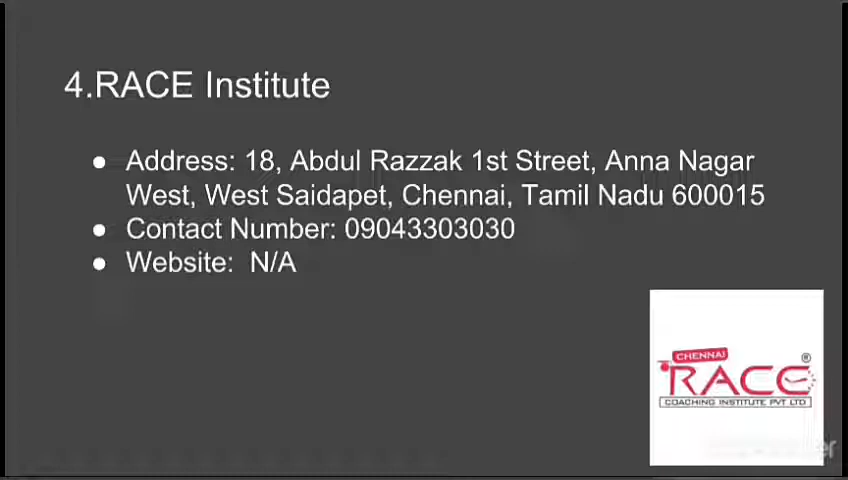 4.RACE Institute
● Address: 18, Abdul Razzak 1st Street, Anna Nagar
West, West Saidapet, Chennai, Tamil Nadu 600015
● Contact Number: 09043303030
● Website: N/A
CHENNAI
RACE ®
COACHING INSTITUTE PVT LTD